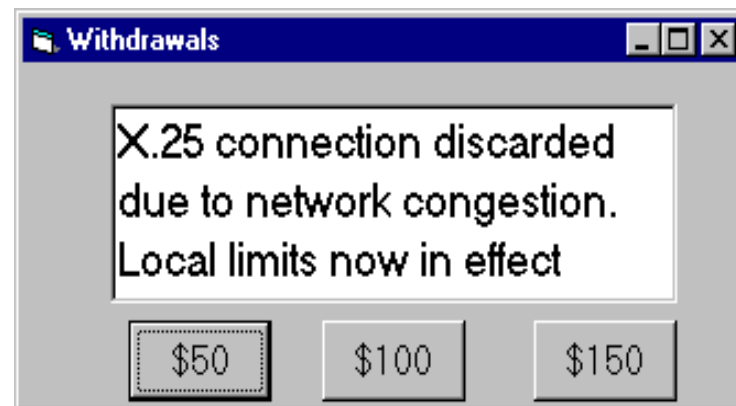 Withdrawals
X.25 connection discarded
due to network congestion.
Local limits now in effect
$50 $100 $150